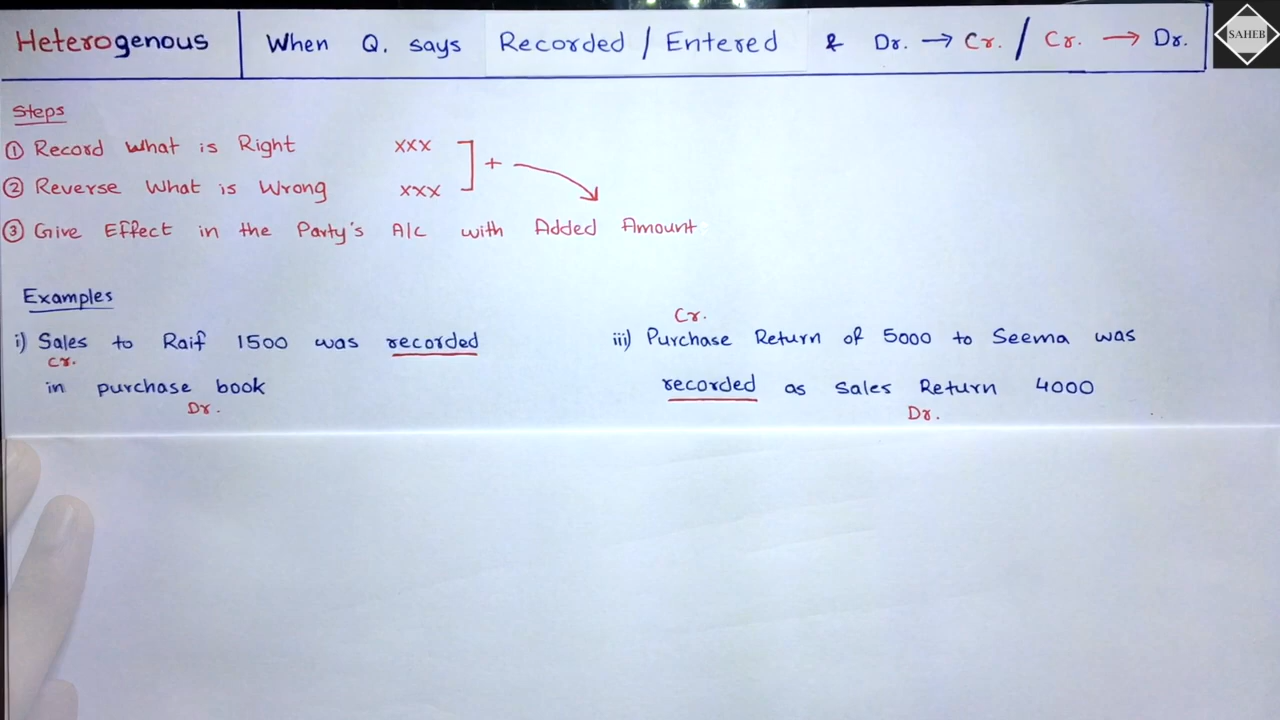 Heterogenous When Q. says Recorded / Entered & Dr. → Cr. / Cr. → Dr.
SAHEB
Steps
① Record What is Right xxx
② Reverse What is Wrong xxx ] + 
③ Give Effect in the Party's A/C with Added Amount
Examples
i) Sales to Raif 1500 was recorded
Cr.
in purchase book
Dr.
Cr.
iii) Purchase Return of 5000 to Seema was
recorded as Sales Return 4000
Dr.